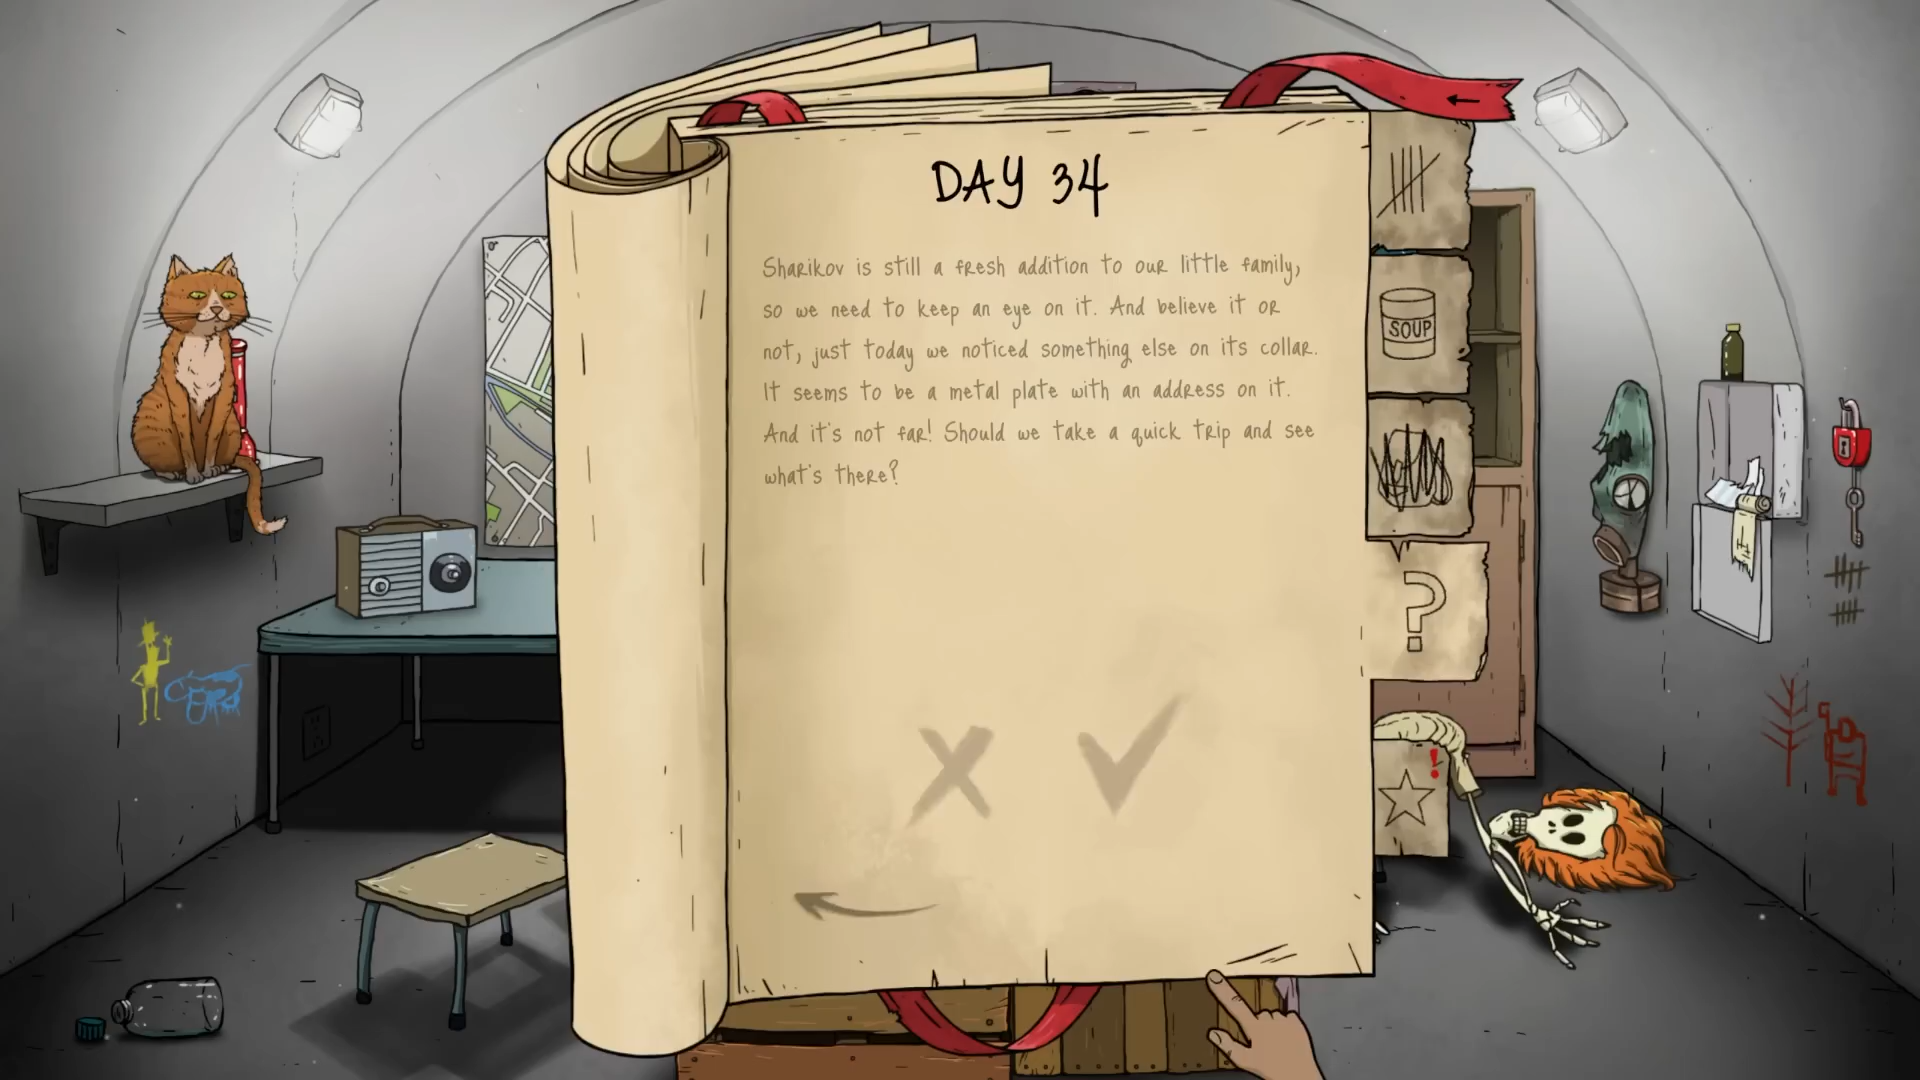 DAY 34
Sharikov is still a fresh addition to our little family,
so we need to keep an eye on it. And believe it or
not, just today we noticed something else on its collar.
It seems to be a metal plate with an address on it.
And it's not far! Should we take a quick trip and see
what's there?
SOUP
?
!